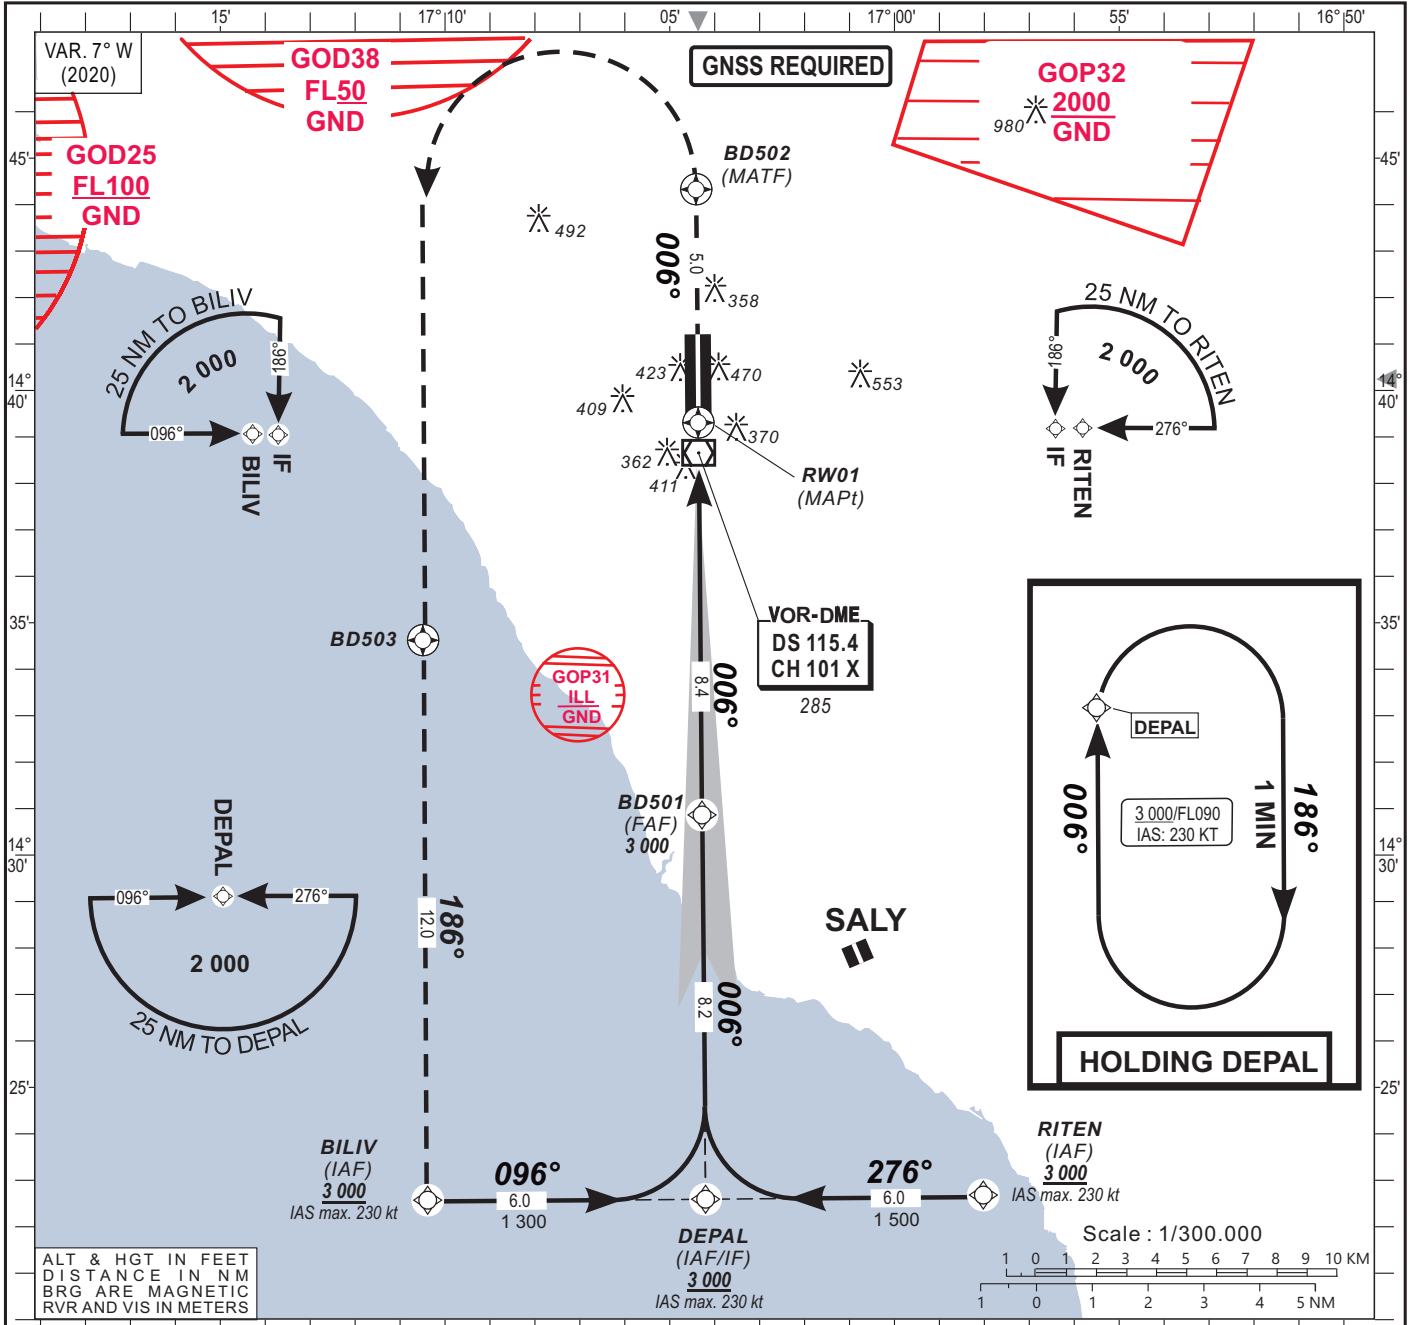 15'
17°10'
05'
17°00'
55'
16°50'
VAR. 7° W
(2020)
GOD38
FL50
GND
GNSS REQUIRED
GOP32
2000
GND
980
GOD25
FL100
GND
45'
45'
BD502
(MATF)
492
006°
5.0
358
25 NM TO BILIV
2 000
186°
096°
BILIV
IF
25 NM TO RITEN
2 000
186°
276°
IF
RITEN
423
470
553
409
370
362
411
14°
40'
14°
40'
RW01
(MAPt)
VOR-DME
DS 115.4
CH 101 X
285
35'
35'
BD503
GOP31
ILL
GND
8.4
006°
BD501
(FAF)
3 000
DEPAL
006°
3 000/FL090
IAS: 230 KT
1 MIN
186°
HOLDING DEPAL
14°
30'
14°
30'
DEPAL
096°
276°
2 000
25 NM TO DEPAL
12.0
186°
SALY
8.2
006°
25'
25'
BILIV
(IAF)
3 000
IAS max. 230 kt
096°
6.0
1 300
276°
6.0
1 500
RITEN
(IAF)
3 000
IAS max. 230 kt
DEPAL
(IAF/IF)
3 000
IAS max. 230 kt
Scale : 1/300.000
1 0 1 2 3 4 5 6 7 8 9 10 KM
1 0 1 2 3 4 5 NM
ALT & HGT IN FEET
DISTANCE IN NM
BRG ARE MAGNETIC
RVR AND VIS IN METERS